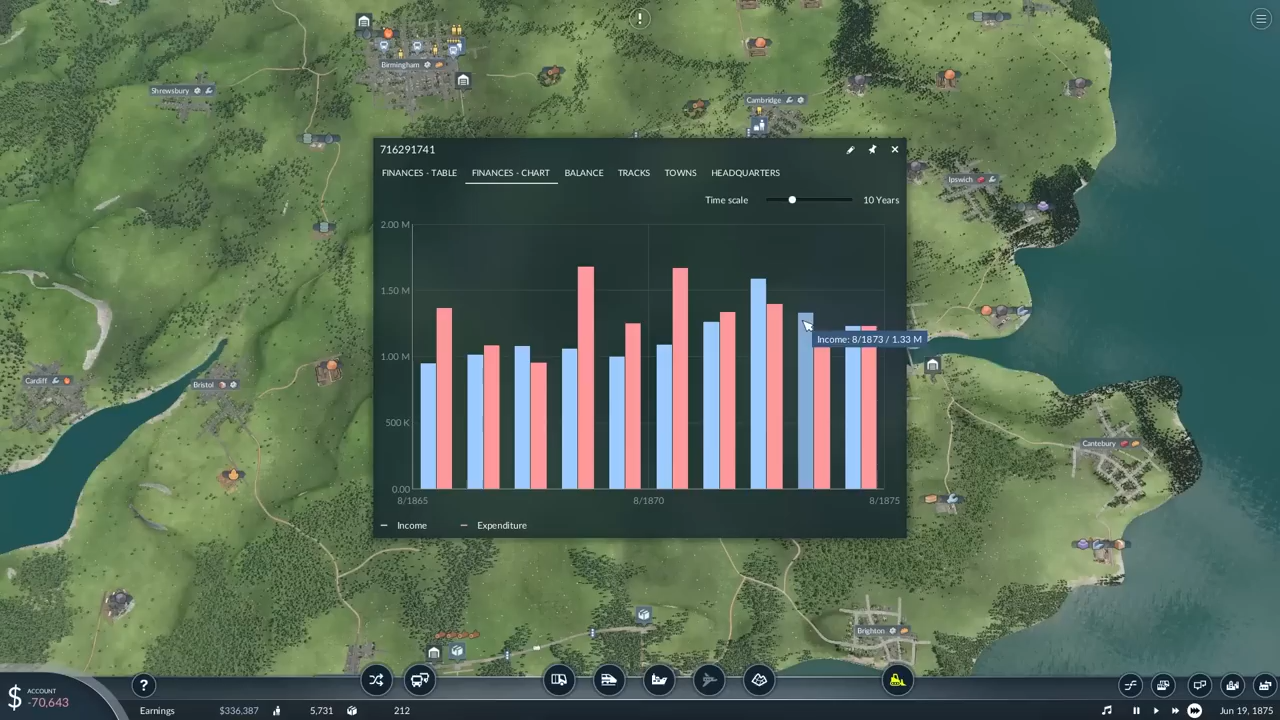 Birmingham
Shrewsbury
Cambridge
716291741
FINANCES - TABLE FINANCES - CHART BALANCE TRACKS TOWNS HEADQUARTERS
Ipswich
Time scale 10 Years
2.00 M
1.50 M
Income: 8/1873 / 1.33 M
1.00 M
Cardiff
Bristol
500 K
Cantebury
0.00
8/1865 8/1870 8/1875
Income Expenditure
Brighton
$ ACCOUNT
-70,643
?
Earnings $336,387 5,731 212 Jun 19, 1875